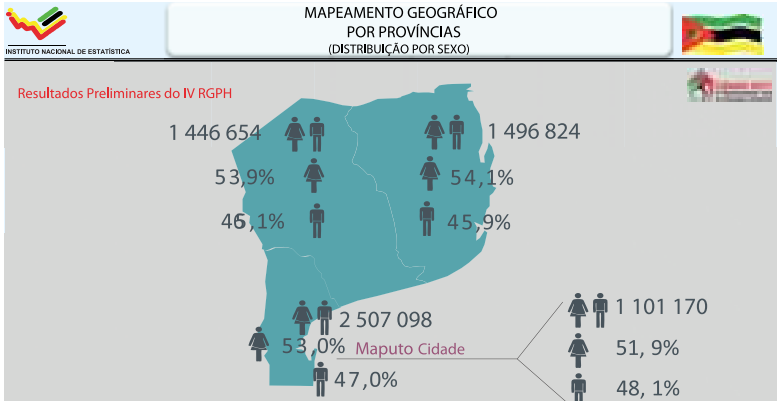 MAPEAMENTO GEOGRÁFICO
POR PROVÍNCIAS
(DISTRIBUIÇÃO POR SEXO)
INSTITUTO NACIONAL DE ESTATÍSTICA
Resultados Preliminares do IV RGPH
1 446 654
1 496 824
53,9%
54,1%
46,1%
45,9%
2 507 098
1 101 170
53,0%
Maputo Cidade
51, 9%
47,0%
48, 1%